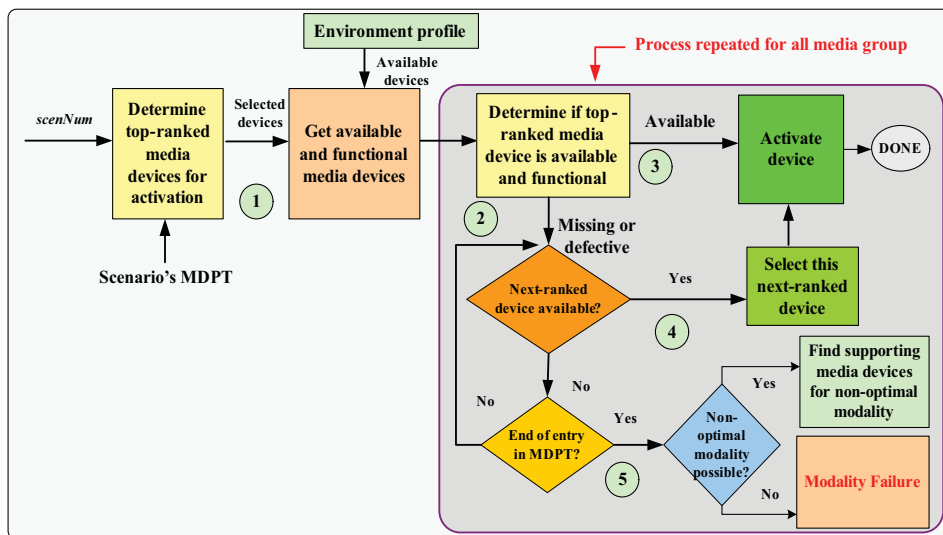 Environment profile
Process repeated for all media group
Available
devices
scenNum
Determine
top-ranked
media
devices for
activation
Selected
devices
Get available
and functional
media devices
Determine if top-
ranked media
device is available
and functional
Available
Activate
device
DONE
1
2
3
Scenario's MDPT
Missing or
defective
Next-ranked
device available?
Yes
4
Select this
next-ranked
device
No
No
End of entry
in MDPT?
Yes
5
Non-
optimal
modality
possible?
Yes
Find supporting
media devices
for non-optimal
modality
No
Modality Failure